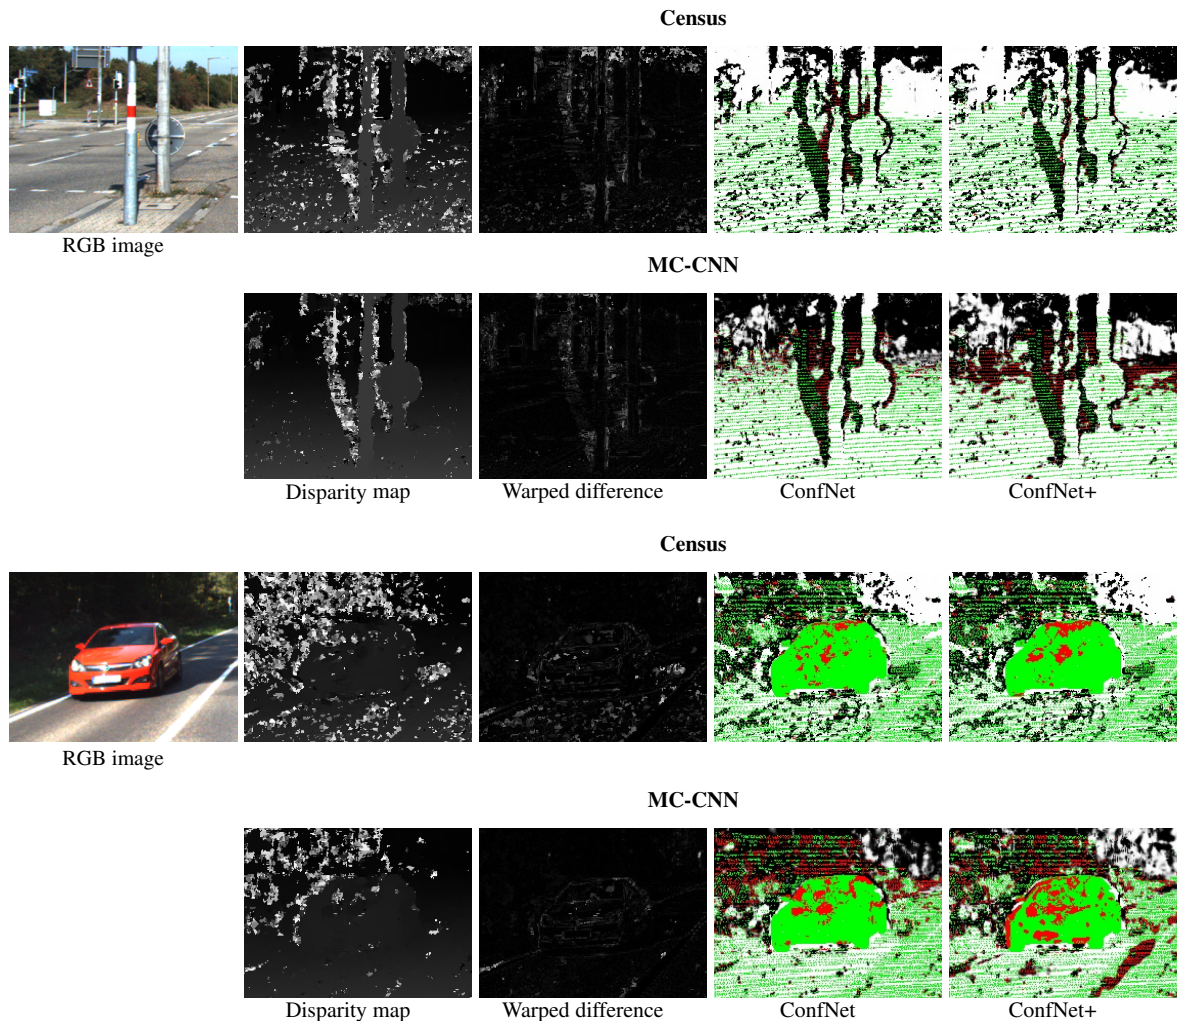 Census
RGB image
MC-CNN
Disparity map
Warped difference
ConfNet
ConfNet+
Census
RGB image
MC-CNN
Disparity map
Warped difference
ConfNet
ConfNet+